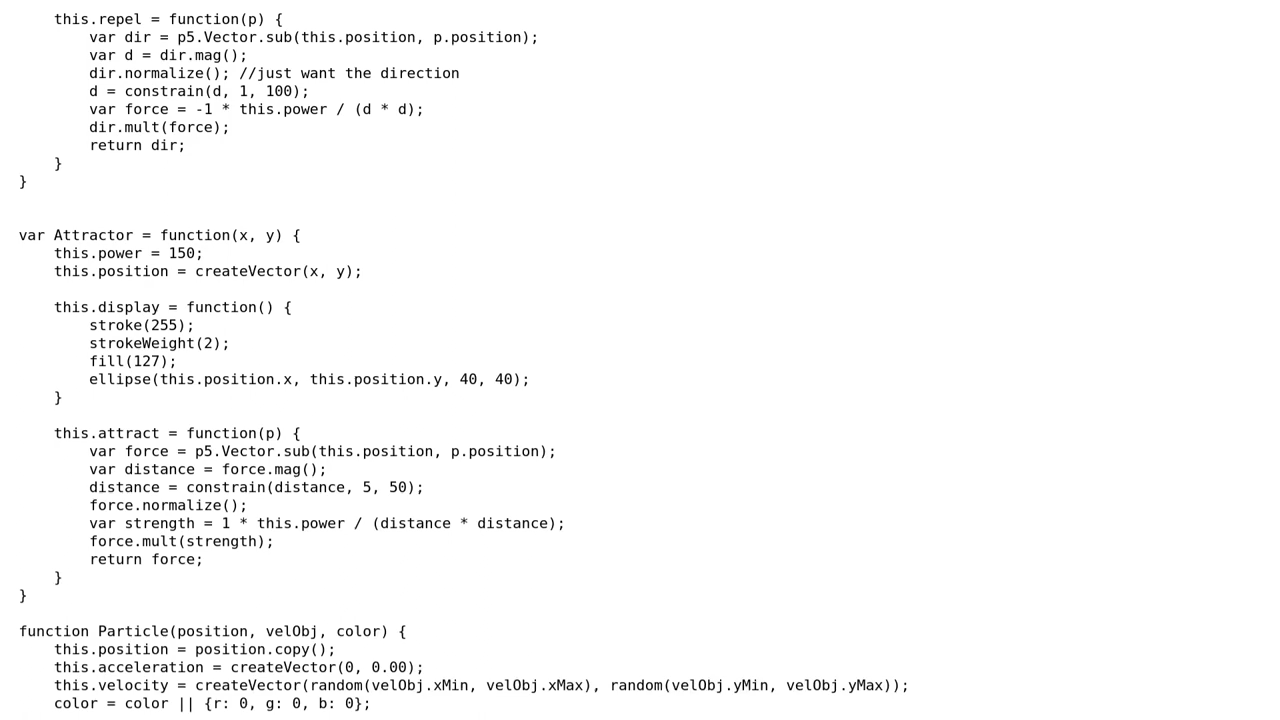 this.repel = function(p) {
        var dir = p5.Vector.sub(this.position, p.position);
        var d = dir.mag();
        dir.normalize(); //just want the direction
        d = constrain(d, 1, 100);
        var force = -1 * this.power / (d * d);
        dir.mult(force);
        return dir;
    }
}

var Attractor = function(x, y) {
    this.power = 150;
    this.position = createVector(x, y);

    this.display = function() {
        stroke(255);
        strokeWeight(2);
        fill(127);
        ellipse(this.position.x, this.position.y, 40, 40);
    }

    this.attract = function(p) {
        var force = p5.Vector.sub(this.position, p.position);
        var distance = force.mag();
        distance = constrain(distance, 5, 50);
        force.normalize();
        var strength = 1 * this.power / (distance * distance);
        force.mult(strength);
        return force;
    }
}

function Particle(position, velObj, color) {
    this.position = position.copy();
    this.acceleration = createVector(0, 0.00);
    this.velocity = createVector(random(velObj.xMin, velObj.xMax), random(velObj.yMin, velObj.yMax));
    color = color || {r: 0, g: 0, b: 0};